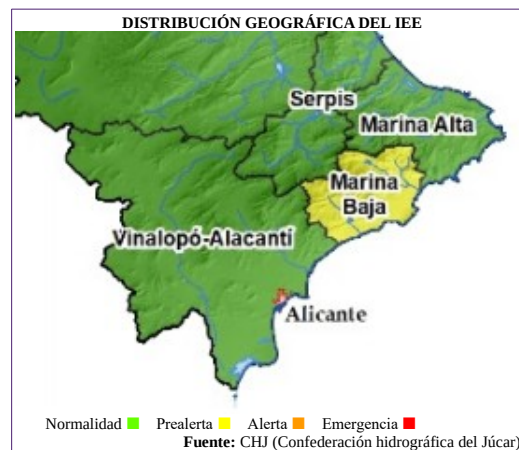 DISTRIBUCIÓN GEOGRÁFICA DEL IEE
Serpis
Marina Alta
Marina
Baja
Vinalopó-Alacantí
Alicante
Normalidad Prealerta Alerta Emergencia
Fuente: CHJ (Confederación hidrográfica del Júcar)